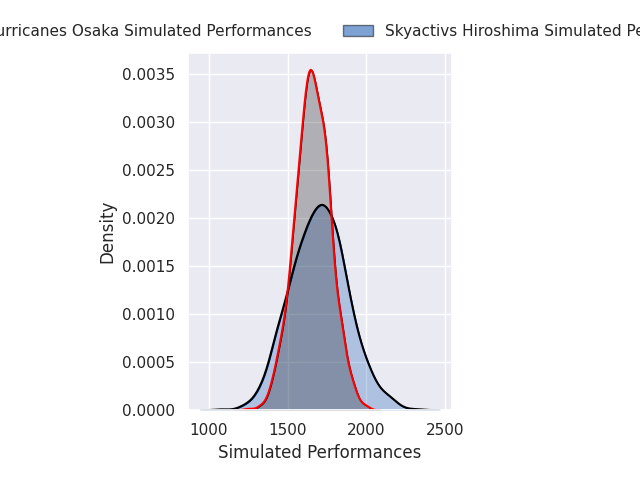 urricanes Osaka Simulated Performances
Skyactivs Hiroshima Simulated Pe
0.0035
0.0030
0.0025
0.0020
0.0015
0.0010
0.0005
0.0000
Density
1000 1500 2000 2500
Simulated Performances